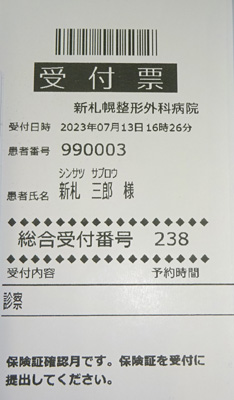 受付票
新札幌整形外科病院
受付日時 2023年07月13日16時26分
患者番号 990003
シンサツ サブロウ
患者氏名 新札 三郎 様
総合受付番号 238
受付内容 予約時間
診察
保険証確認月です。保険証を受付に
提出してください。